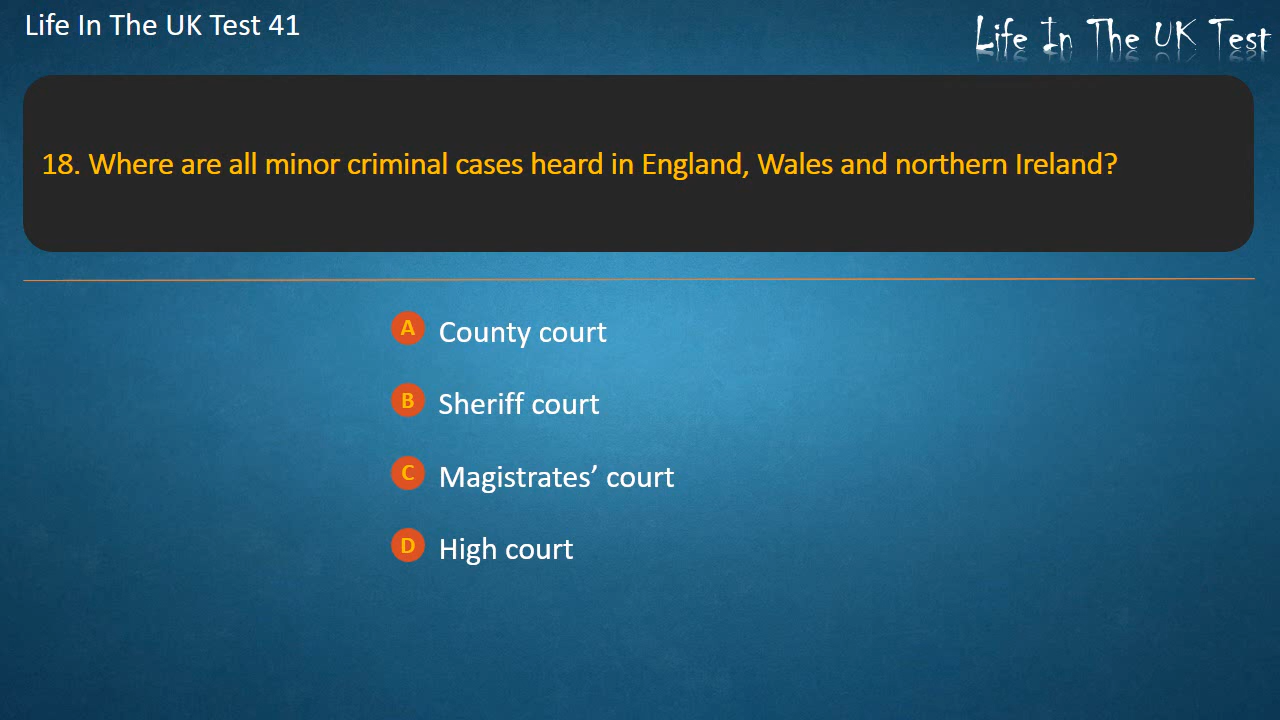 Life In The UK Test 41
Life In The UK Test
18. Where are all minor criminal cases heard in England, Wales and northern Ireland?
A County court
B Sheriff court
C Magistrates’ court
D High court